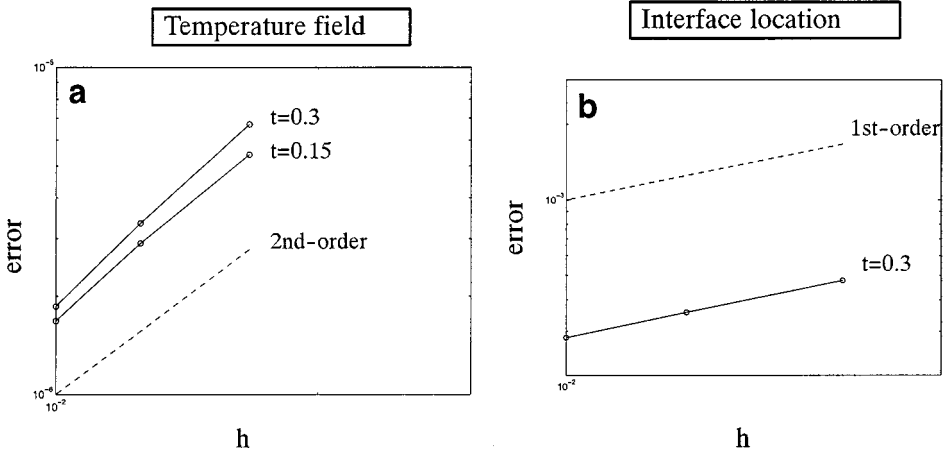 Temperature field
Interface location
10⁻⁵
a
t=0.3
t=0.15
2nd-order
error
10⁻⁶
10⁻²
h
b
1st-order
10⁻³
error
t=0.3
10⁻²
h